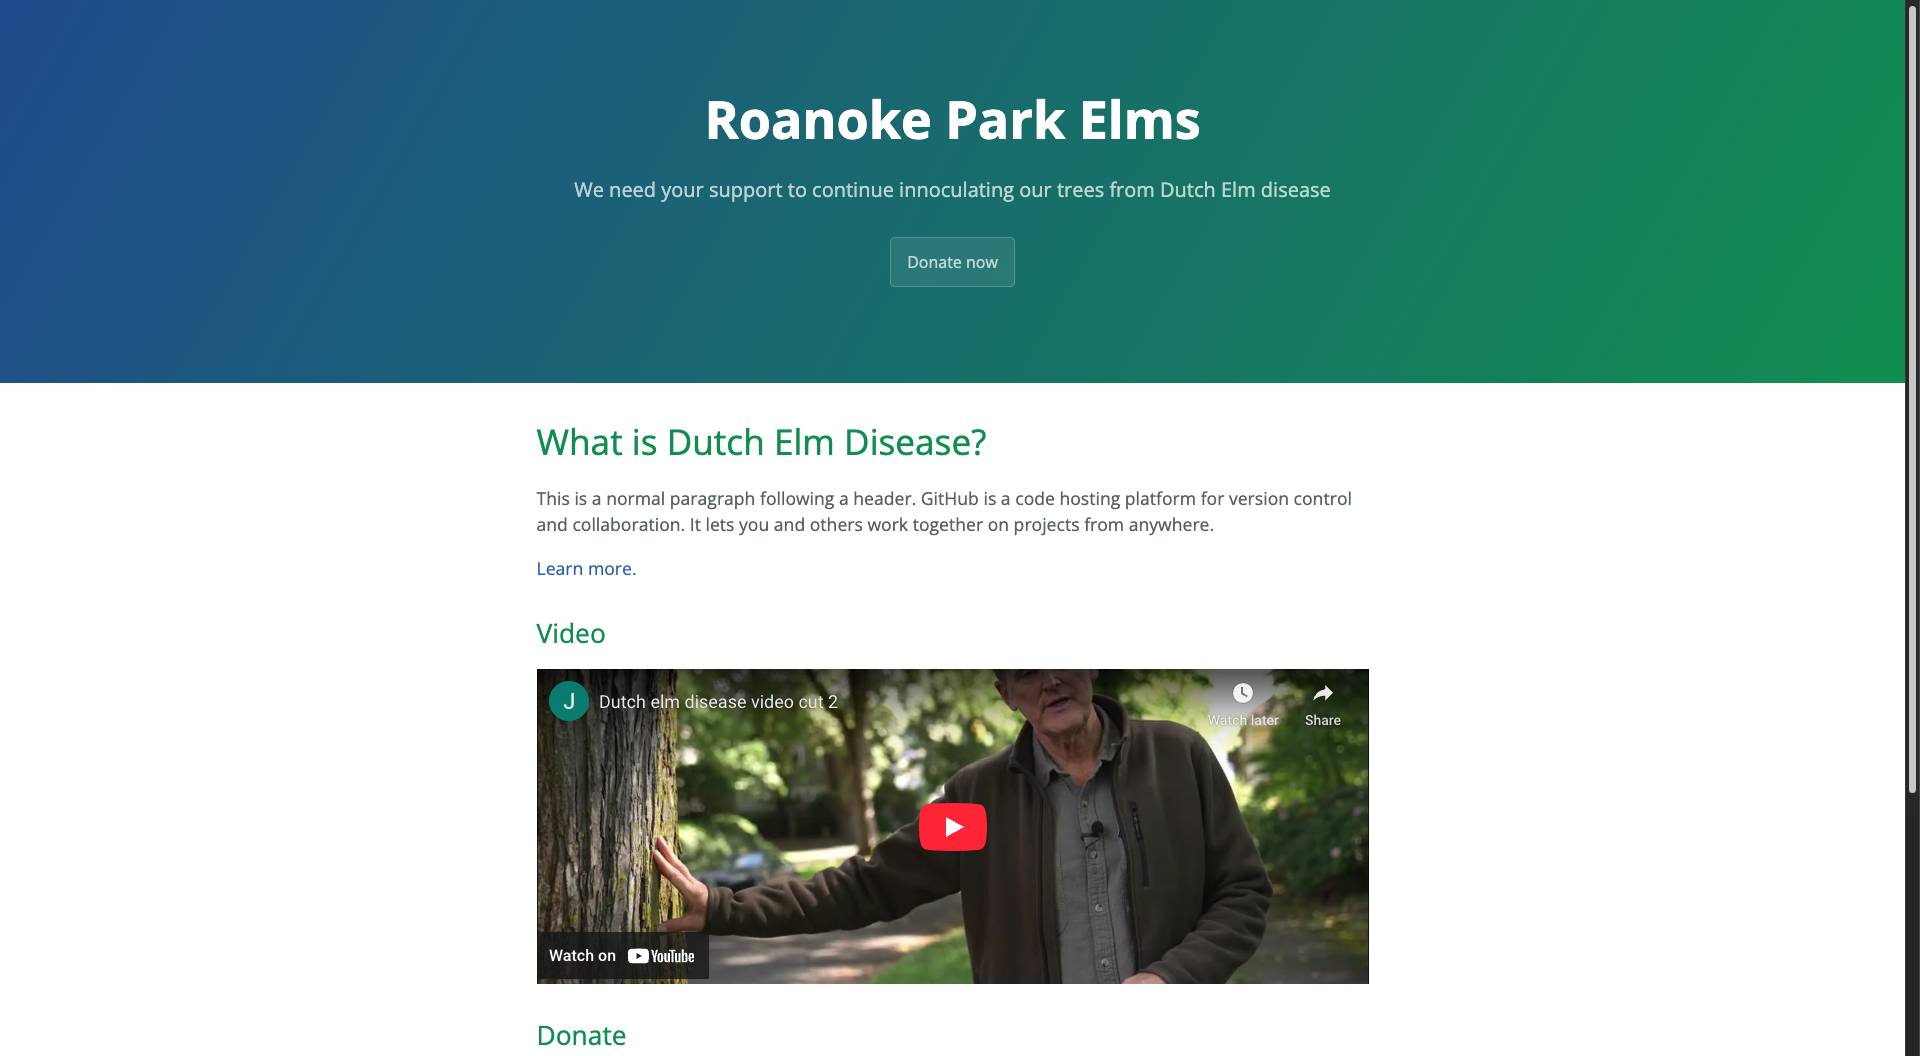 Roanoke Park Elms
We need your support to continue innoculating our trees from Dutch Elm disease
Donate now
What is Dutch Elm Disease?
This is a normal paragraph following a header. GitHub is a code hosting platform for version control
and collaboration. It lets you and others work together on projects from anywhere.
Learn more.
Video
J
Dutch elm disease video cut 2
Watch later
Share
Watch on YouTube
Donate